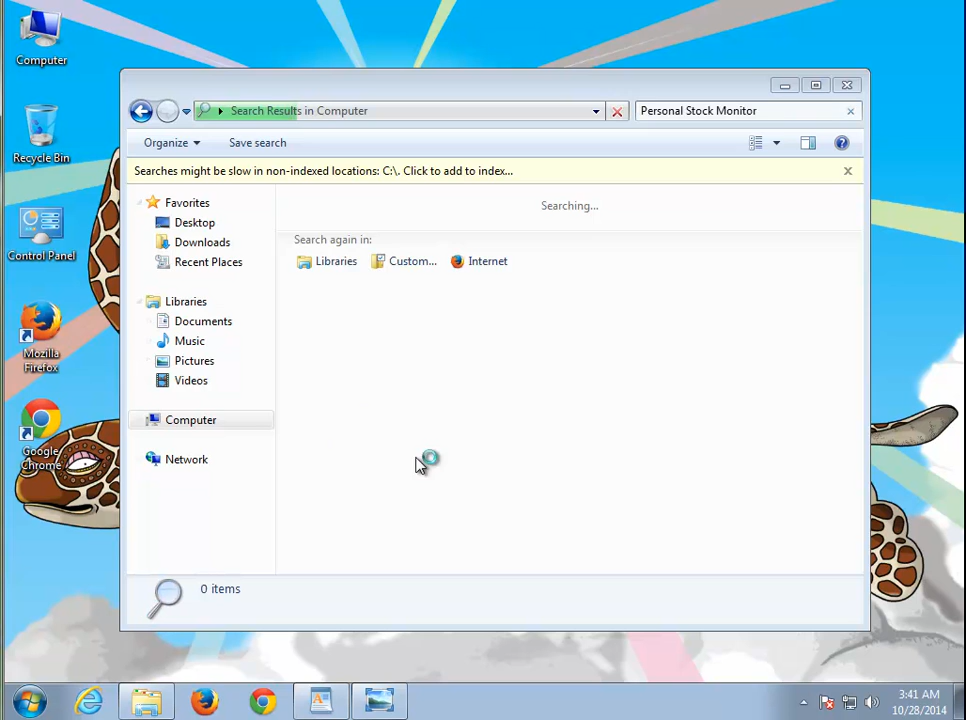 Computer
Recycle Bin
Control Panel
Mozilla
Firefox
Google
Chrome
Search Results in Computer
Personal Stock Monitor
Organize
Save search
Searches might be slow in non-indexed locations: C:\. Click to add to index...
Favorites
Desktop
Downloads
Recent Places
Libraries
Documents
Music
Pictures
Videos
Computer
Network
Searching...
Search again in:
Libraries
Custom...
Internet
0 items
3:41 AM
10/28/2014